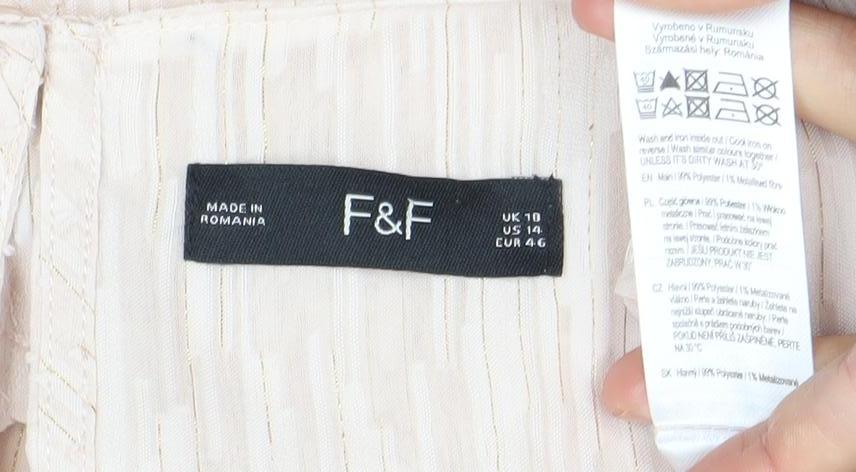 MADE IN
ROMANIA
F&F
UK 18
US 14
EUR 46
Vyrobeno v Rumunsku
Vyrobené v Rumunsku
Származási hely: Románia
40
40
Wash and Iron inside out / Cool iron on
reverse / Wash similar colours together /
UNLESS IT'S DIRTY WASH AT 30°
EN Main / 99% Polyester / 1% Metallised fibre
PL Część główna / 99% Poliester / 1% Włókno
metaliczne / Prać i prasować na lewej
stronie / Prasować letnim żelazkiem
na lewej stronie / Podobne kolory prać
razem / JEŚLI PRODUKT NIE JEST
ZABRUDZONY, PRAĆ W 30°
CZ Hlavní / 99% Polyester / 1% Metalizované
vlákno / Perte a žehlete naruby / Žehlete na
nejnižší stupeň obrácené naruby / Perte
společně s prádlem podobných barev /
POKUD NENÍ PŘÍLIŠ ZAŠPINĚNÉ, PERTE
NA 30 °C
SK Hlavný / 99% Polyester / 1% Metalizované